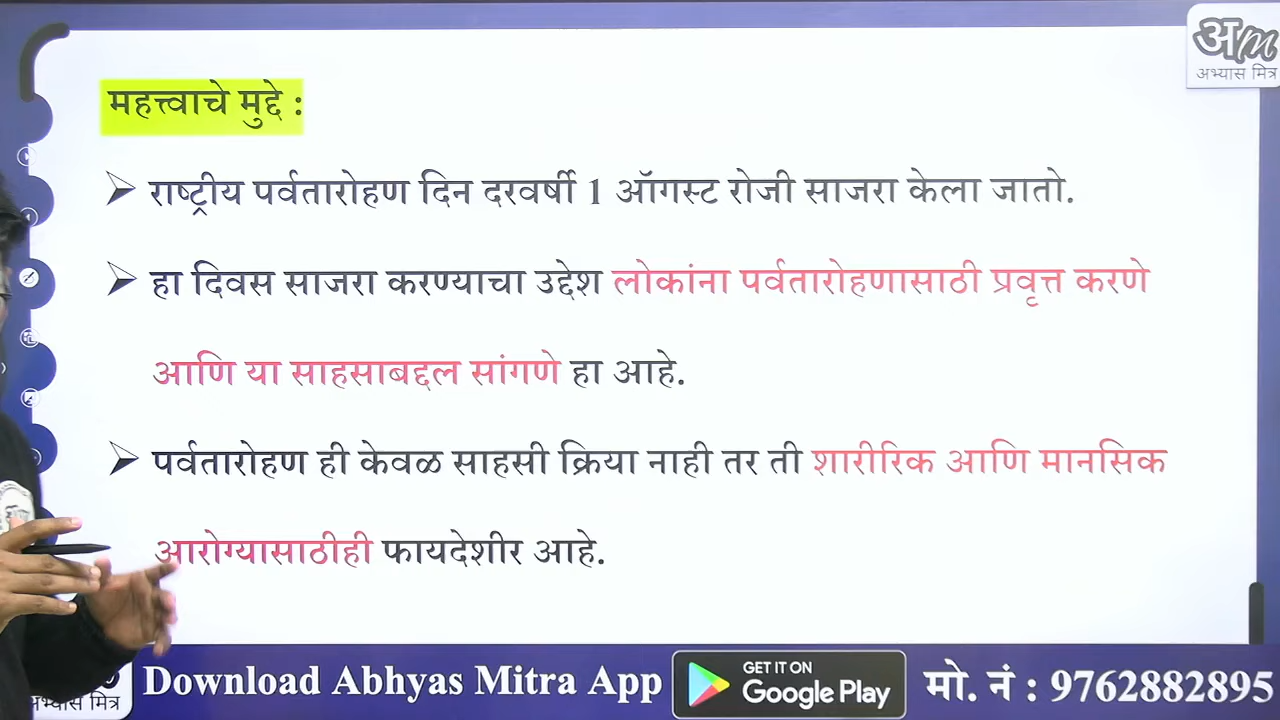 अm
अभ्यास मित्र
महत्त्वाचे मुद्दे :
➢ राष्ट्रीय पर्वतारोहण दिन दरवर्षी 1 ऑगस्ट रोजी साजरा केला जातो.
➢ हा दिवस साजरा करण्याचा उद्देश लोकांना पर्वतारोहणासाठी प्रवृत्त करणे
आणि या साहसाबद्दल सांगणे हा आहे.
➢ पर्वतारोहण ही केवळ साहसी क्रिया नाही तर ती शारीरिक आणि मानसिक
आरोग्यासाठीही फायदेशीर आहे.
अभ्यास मित्र
Download Abhyas Mitra App
GET IT ON
Google Play
मो. नं : 9762882895